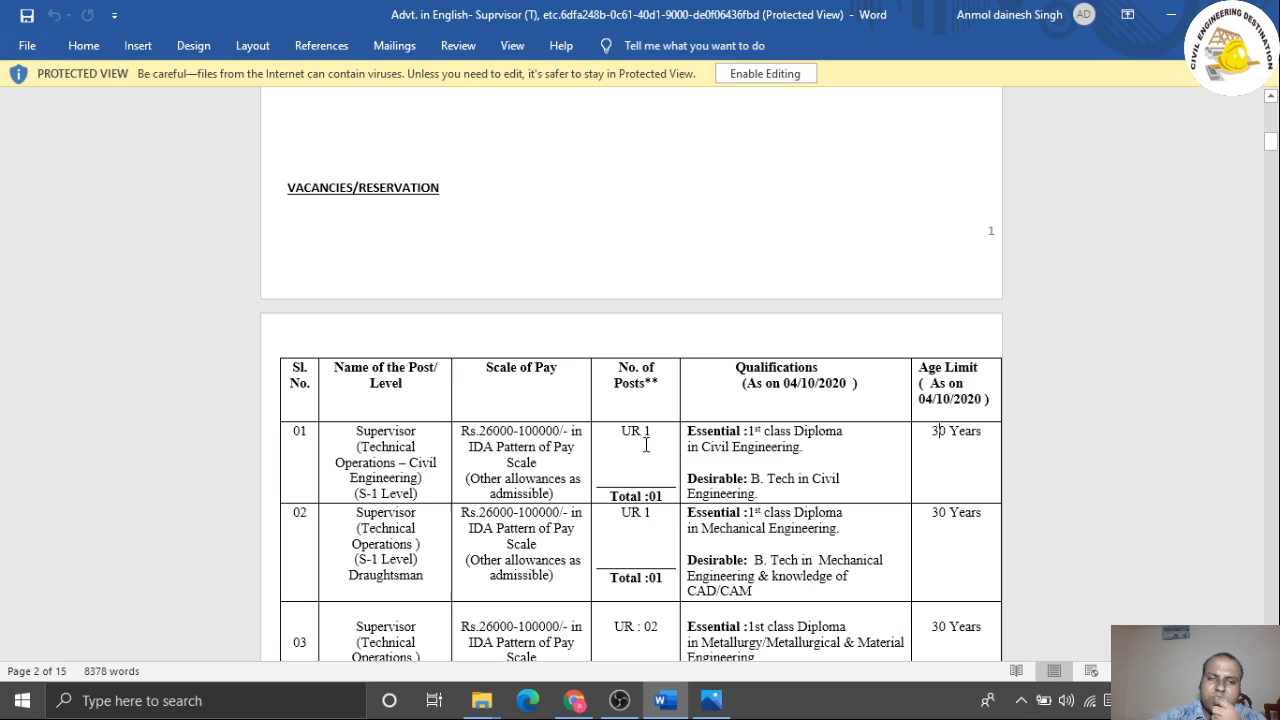 Advt. in English- Suprvisor (T), etc.6dfa248b-0c61-40d1-9000-de0f06436fbd (Protected View) - Word
Anmol dainesh Singh
AD
File Home Insert Design Layout References Mailings Review View Help Tell me what you want to do
PROTECTED VIEW Be careful—files from the Internet can contain viruses. Unless you need to edit, it's safer to stay in Protected View. Enable Editing
CIVIL ENGINEERING DESTINATION
VACANCIES/RESERVATION
1
Sl. No.
Name of the Post/ Level
Scale of Pay
No. of Posts**
Qualifications
(As on 04/10/2020 )
Age Limit
( As on
04/10/2020 )
01
Supervisor
(Technical
Operations – Civil
Engineering)
(S-1 Level)
Rs.26000-100000/- in
IDA Pattern of Pay
Scale
(Other allowances as
admissible)
UR 1
Total :01
Essential :1st class Diploma
in Civil Engineering.
Desirable: B. Tech in Civil
Engineering.
30 Years
02
Supervisor
(Technical
Operations )
(S-1 Level)
Draughtsman
Rs.26000-100000/- in
IDA Pattern of Pay
Scale
(Other allowances as
admissible)
UR 1
Total :01
Essential :1st class Diploma
in Mechanical Engineering.
Desirable: B. Tech in Mechanical
Engineering & knowledge of
CAD/CAM
30 Years
03
Supervisor
(Technical
Operations )
Rs.26000-100000/- in
IDA Pattern of Pay
Scale
UR : 02
Essential :1st class Diploma
in Metallurgy/Metallurgical & Material
Engineering
30 Years
Page 2 of 15 8378 words
Type here to search